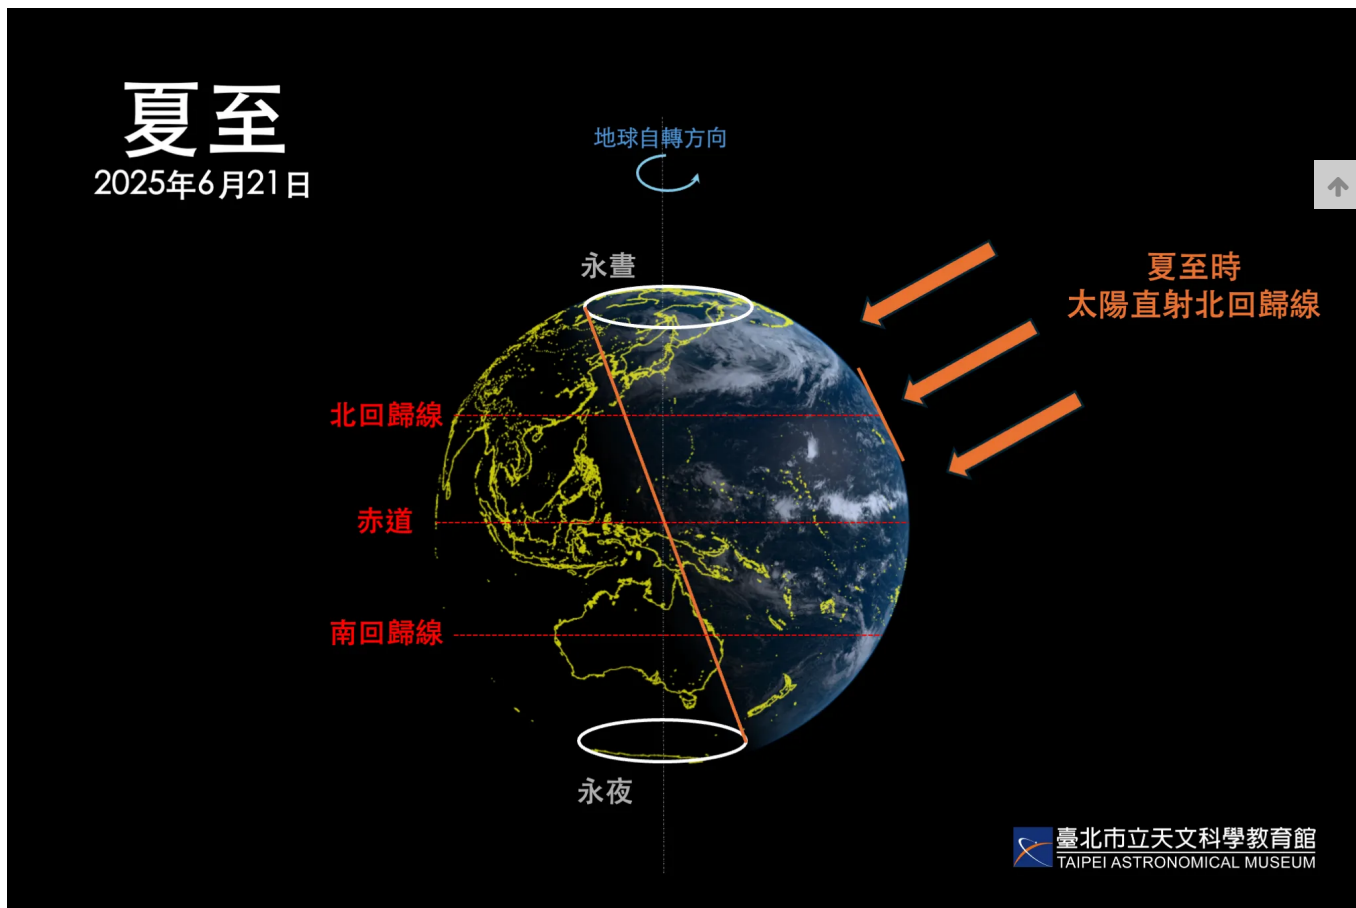 夏至
2025年6月21日
地球自轉方向
永晝
夏至時
太陽直射北回歸線
北回歸線
赤道
南回歸線
永夜
臺北市立天文科學教育館
TAIPEI ASTRONOMICAL MUSEUM